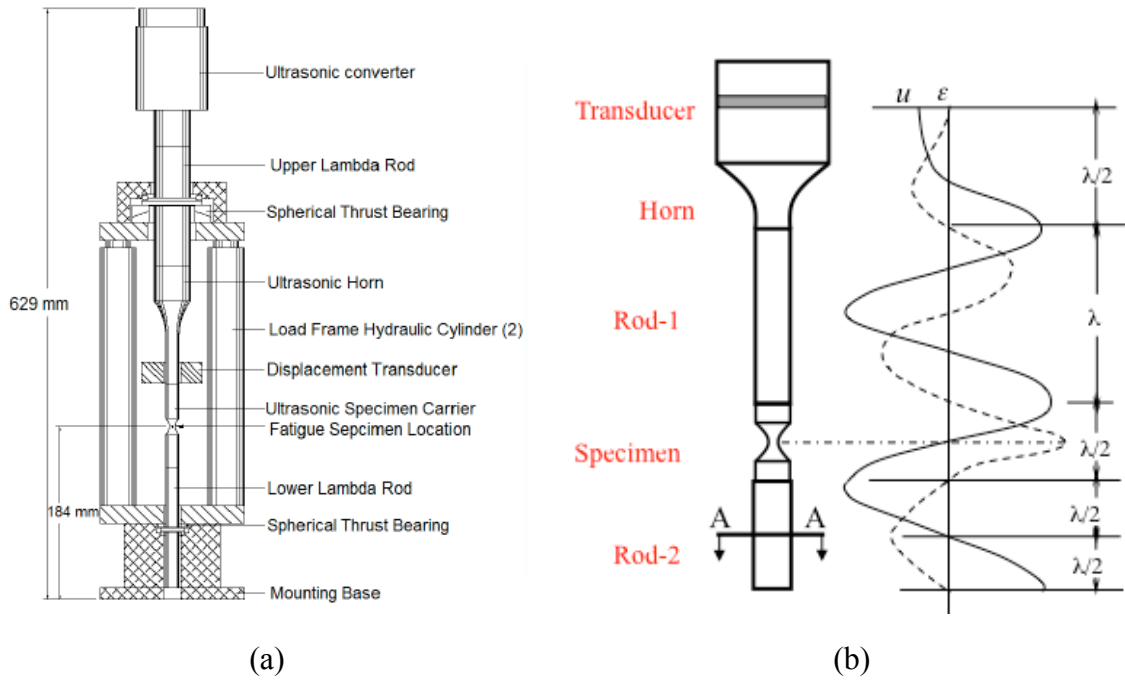 Ultrasonic converter
Upper Lambda Rod
Spherical Thrust Bearing
Ultrasonic Horn
629 mm
Load Frame Hydraulic Cylinder (2)
Displacement Transducer
Ultrasonic Specimen Carrier
Fatigue Sepcimen Location
Lower Lambda Rod
184 mm
Spherical Thrust Bearing
Mounting Base
(a)
u ε
Transducer
λ/2
Horn
Rod-1
λ
Specimen
λ/2
λ/2
A A
Rod-2
λ/2
(b)